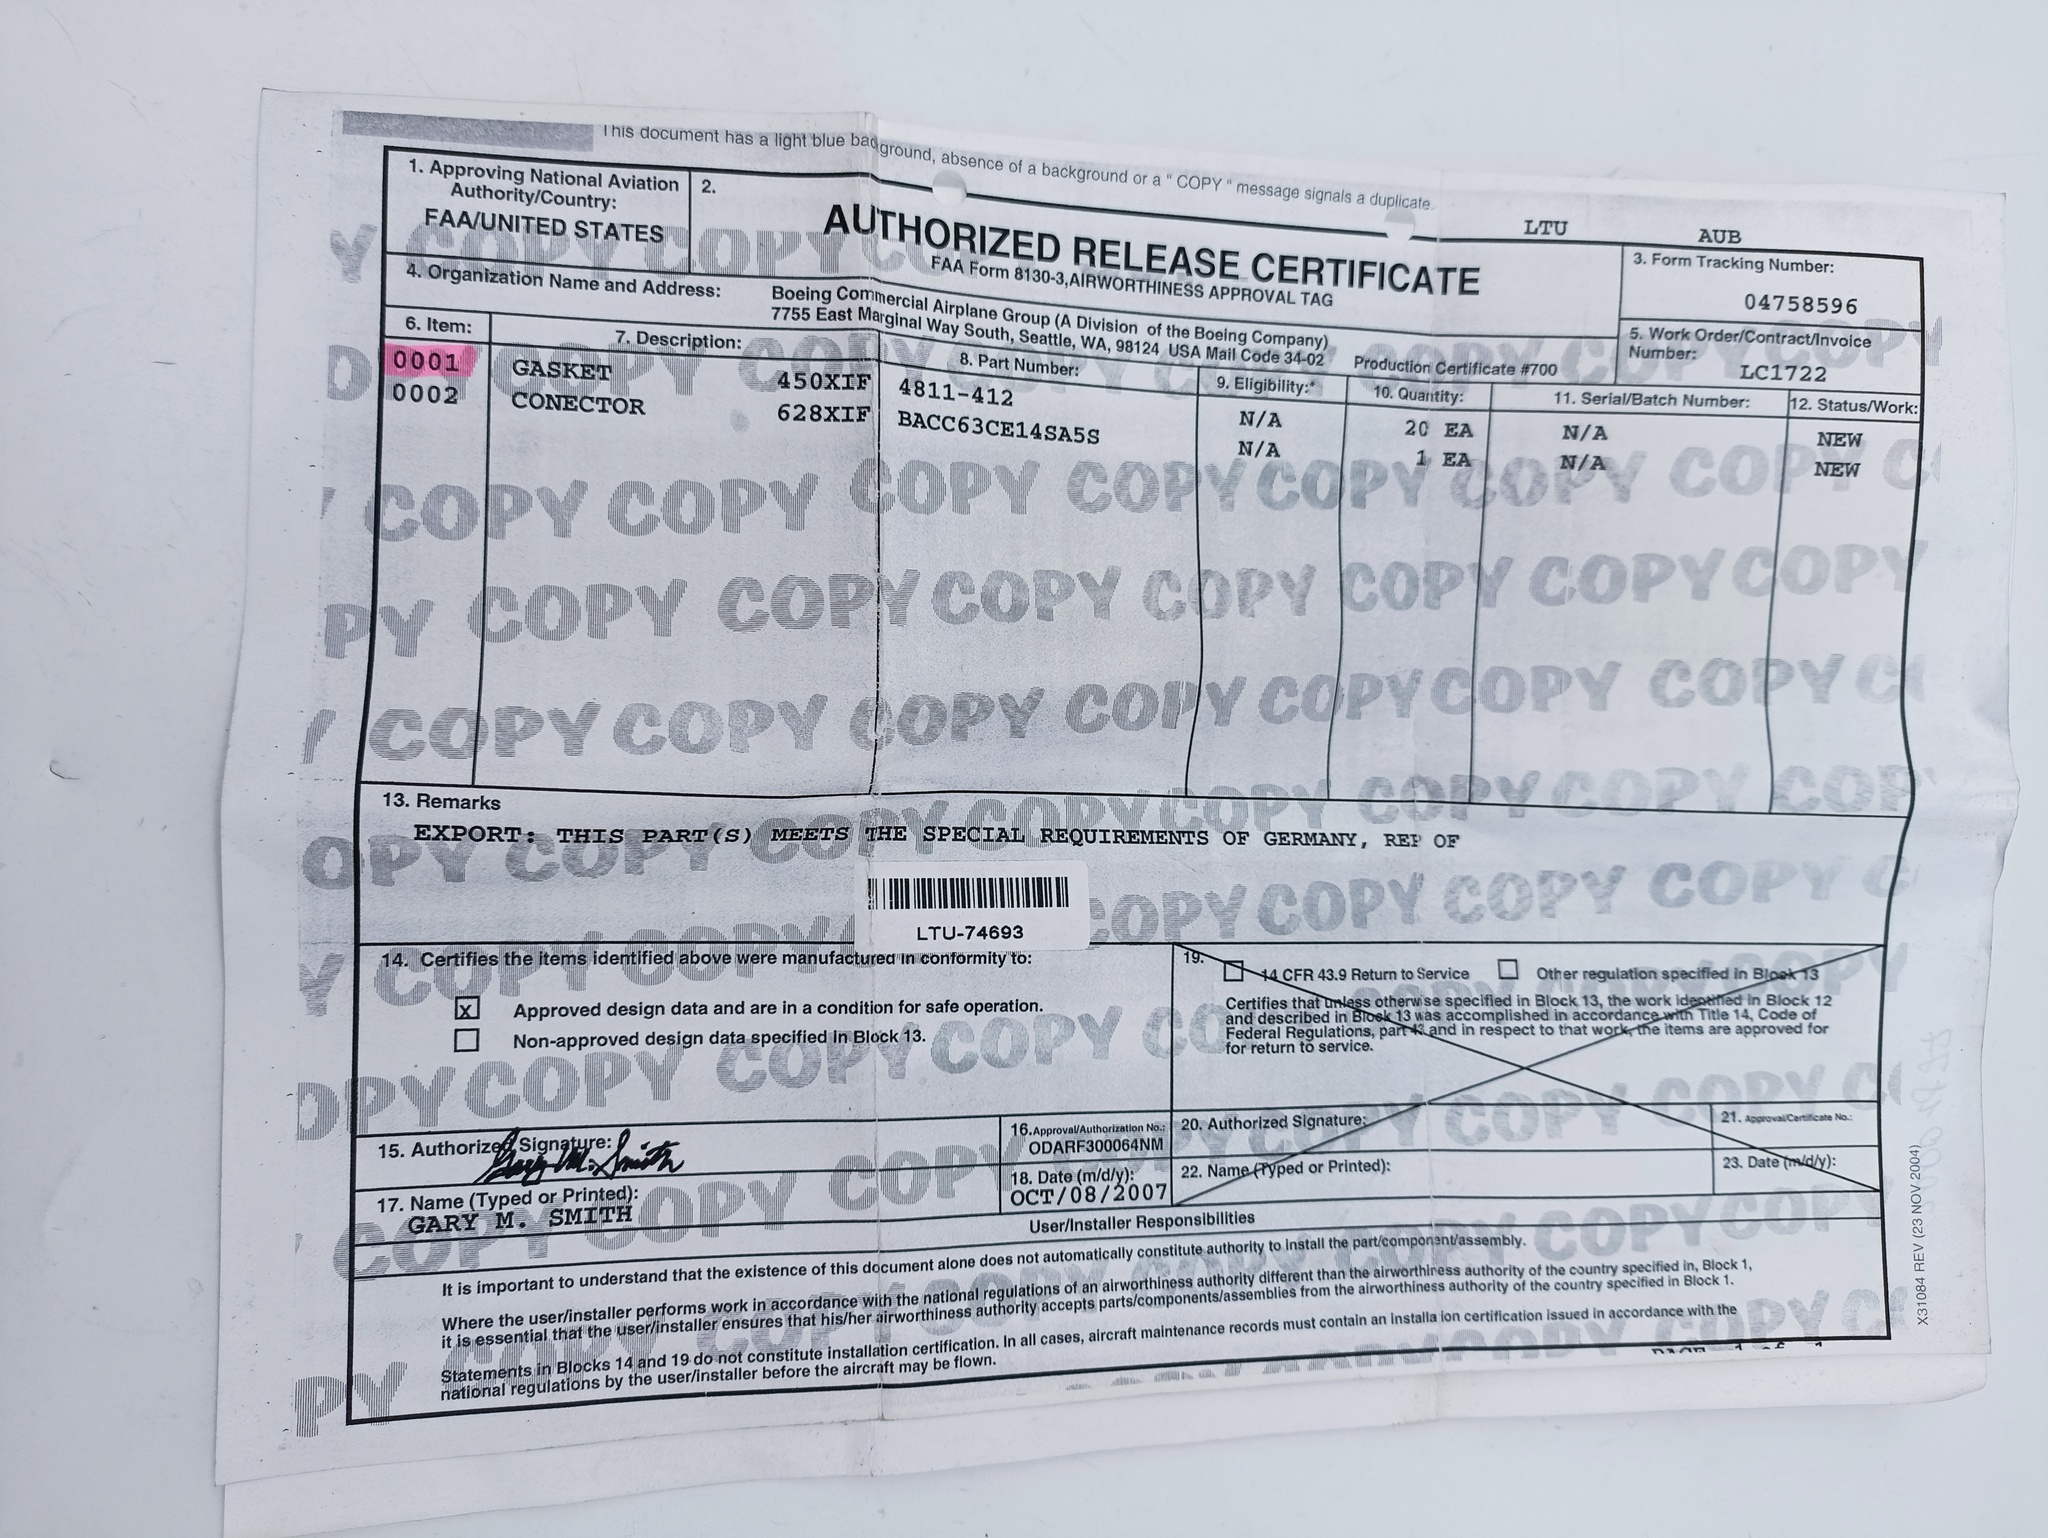 This document has a light blue background, absence of a background or a " COPY " message signals a duplicate.
LTU AUB
1. Approving National Aviation
Authority/Country:
FAA/UNITED STATES
2.
AUTHORIZED RELEASE CERTIFICATE
FAA Form 8130-3,AIRWORTHINESS APPROVAL TAG
3. Form Tracking Number:
04758596
4. Organization Name and Address:
Boeing Commercial Airplane Group (A Division of the Boeing Company)
7755 East Marginal Way South, Seattle, WA, 98124 USA Mail Code 34-02 Production Certificate #700
5. Work Order/Contract/Invoice
Number:
LC1722
6. Item: 7. Description: 8. Part Number: 9. Eligibility:* 10. Quantity: 11. Serial/Batch Number: 12. Status/Work:
0001 GASKET 450XIF 4811-412 N/A 20 EA N/A NEW
0002 CONECTOR 628XIF BACC63CE14SA5S N/A 1 EA N/A NEW
COPY COPY COPY COPY COPY COPY COPY
COPY COPY COPY COPY COPY COPY COPY
COPY COPY COPY COPY COPY COPY COPY
13. Remarks
EXPORT: THIS PART(S) MEETS THE SPECIAL REQUIREMENTS OF GERMANY, REP OF
LTU-74693
14. Certifies the items identified above were manufactured in conformity to:
x Approved design data and are in a condition for safe operation.
Non-approved design data specified in Block 13.
19. 14 CFR 43.9 Return to Service Other regulation specified in Block 13
Certifies that unless otherwise specified in Block 13, the work identified in Block 12
and described in Block 13 was accomplished in accordance with Title 14, Code of
Federal Regulations, part 43 and in respect to that work, the items are approved for
for return to service.
15. Authorized Signature:
Gary M. Smith
16. Approval/Authorization No.:
ODARF300064NM
20. Authorized Signature:
21. Approval/Certificate No.:
17. Name (Typed or Printed):
GARY M. SMITH
18. Date (m/d/y):
OCT/08/2007
22. Name (Typed or Printed):
23. Date (m/d/y):
User/Installer Responsibilities
It is important to understand that the existence of this document alone does not automatically constitute authority to install the part/component/assembly.
Where the user/installer performs work in accordance with the national regulations of an airworthiness authority different than the airworthiness authority of the country specified in, Block 1,
it is essential that the user/installer ensures that his/her airworthiness authority accepts parts/components/assemblies from the airworthiness authority of the country specified in Block 1.
Statements in Blocks 14 and 19 do not constitute installation certification. In all cases, aircraft maintenance records must contain an installa ion certification issued in accordance with the
national regulations by the user/installer before the aircraft may be flown.
X31084 REV (23 NOV 2004)